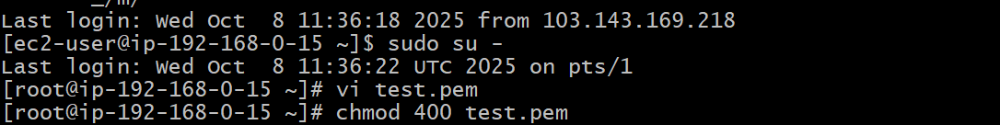 _/m/
Last login: Wed Oct  8 11:36:18 2025 from 103.143.169.218
[ec2-user@ip-192-168-0-15 ~]$ sudo su -
Last login: Wed Oct  8 11:36:22 UTC 2025 on pts/1
[root@ip-192-168-0-15 ~]# vi test.pem
[root@ip-192-168-0-15 ~]# chmod 400 test.pem